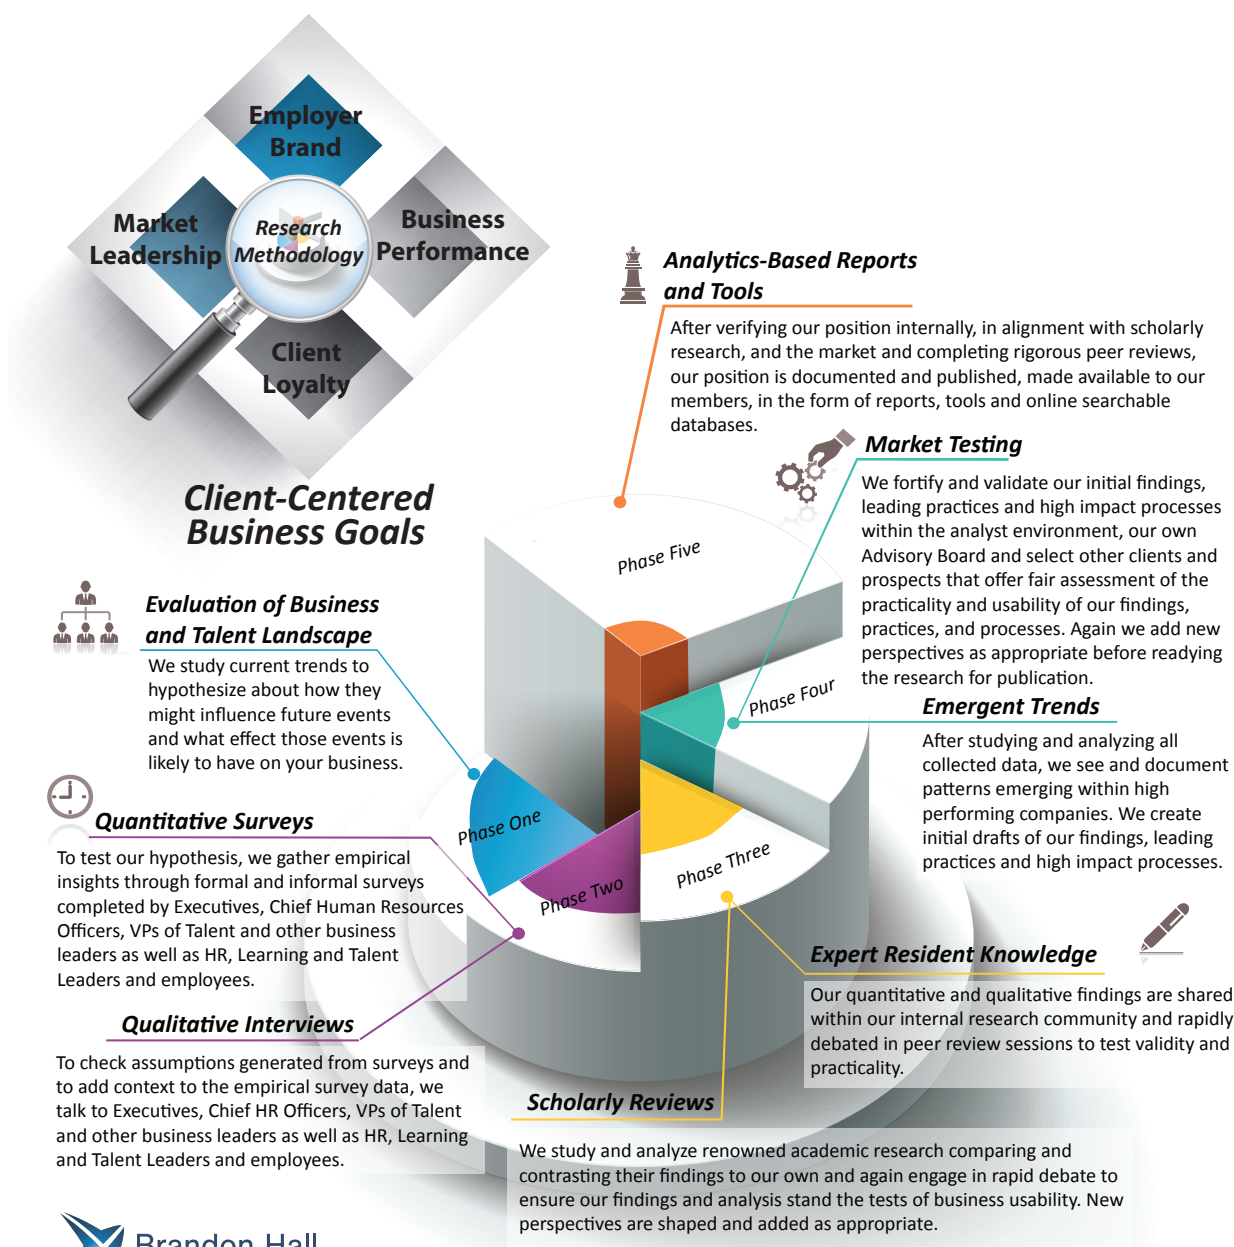 Employer
Brand
Market
Leadership
Research
Methodology
Business
Performance
Client
Loyalty
Client-Centered
Business Goals
Analytics-Based Reports
and Tools
After verifying our position internally, in alignment with scholarly
research, and the market and completing rigorous peer reviews,
our position is documented and published, made available to our
members, in the form of reports, tools and online searchable
databases.
Market Testing
We fortify and validate our initial findings,
leading practices and high impact processes
within the analyst environment, our own
Advisory Board and select other clients and
prospects that offer fair assessment of the
practicality and usability of our findings,
practices, and processes. Again we add new
perspectives as appropriate before readying
the research for publication.
Emergent Trends
After studying and analyzing all
collected data, we see and document
patterns emerging within high
performing companies. We create
initial drafts of our findings, leading
practices and high impact processes.
Phase Five
Phase Four
Phase One
Phase Two
Phase Three
Evaluation of Business
and Talent Landscape
We study current trends to
hypothesize about how they
might influence future events
and what effect those events is
likely to have on your business.
Quantitative Surveys
To test our hypothesis, we gather empirical
insights through formal and informal surveys
completed by Executives, Chief Human Resources
Officers, VPs of Talent and other business
leaders as well as HR, Learning and Talent
Leaders and employees.
Qualitative Interviews
To check assumptions generated from surveys and
to add context to the empirical survey data, we
talk to Executives, Chief HR Officers, VPs of Talent
and other business leaders as well as HR, Learning
and Talent Leaders and employees.
Expert Resident Knowledge
Our quantitative and qualitative findings are shared
within our internal research community and rapidly
debated in peer review sessions to test validity and
practicality.
Scholarly Reviews
We study and analyze renowned academic research comparing and
contrasting their findings to our own and again engage in rapid debate to
ensure our findings and analysis stand the tests of business usability. New
perspectives are shaped and added as appropriate.
Brandon Hall